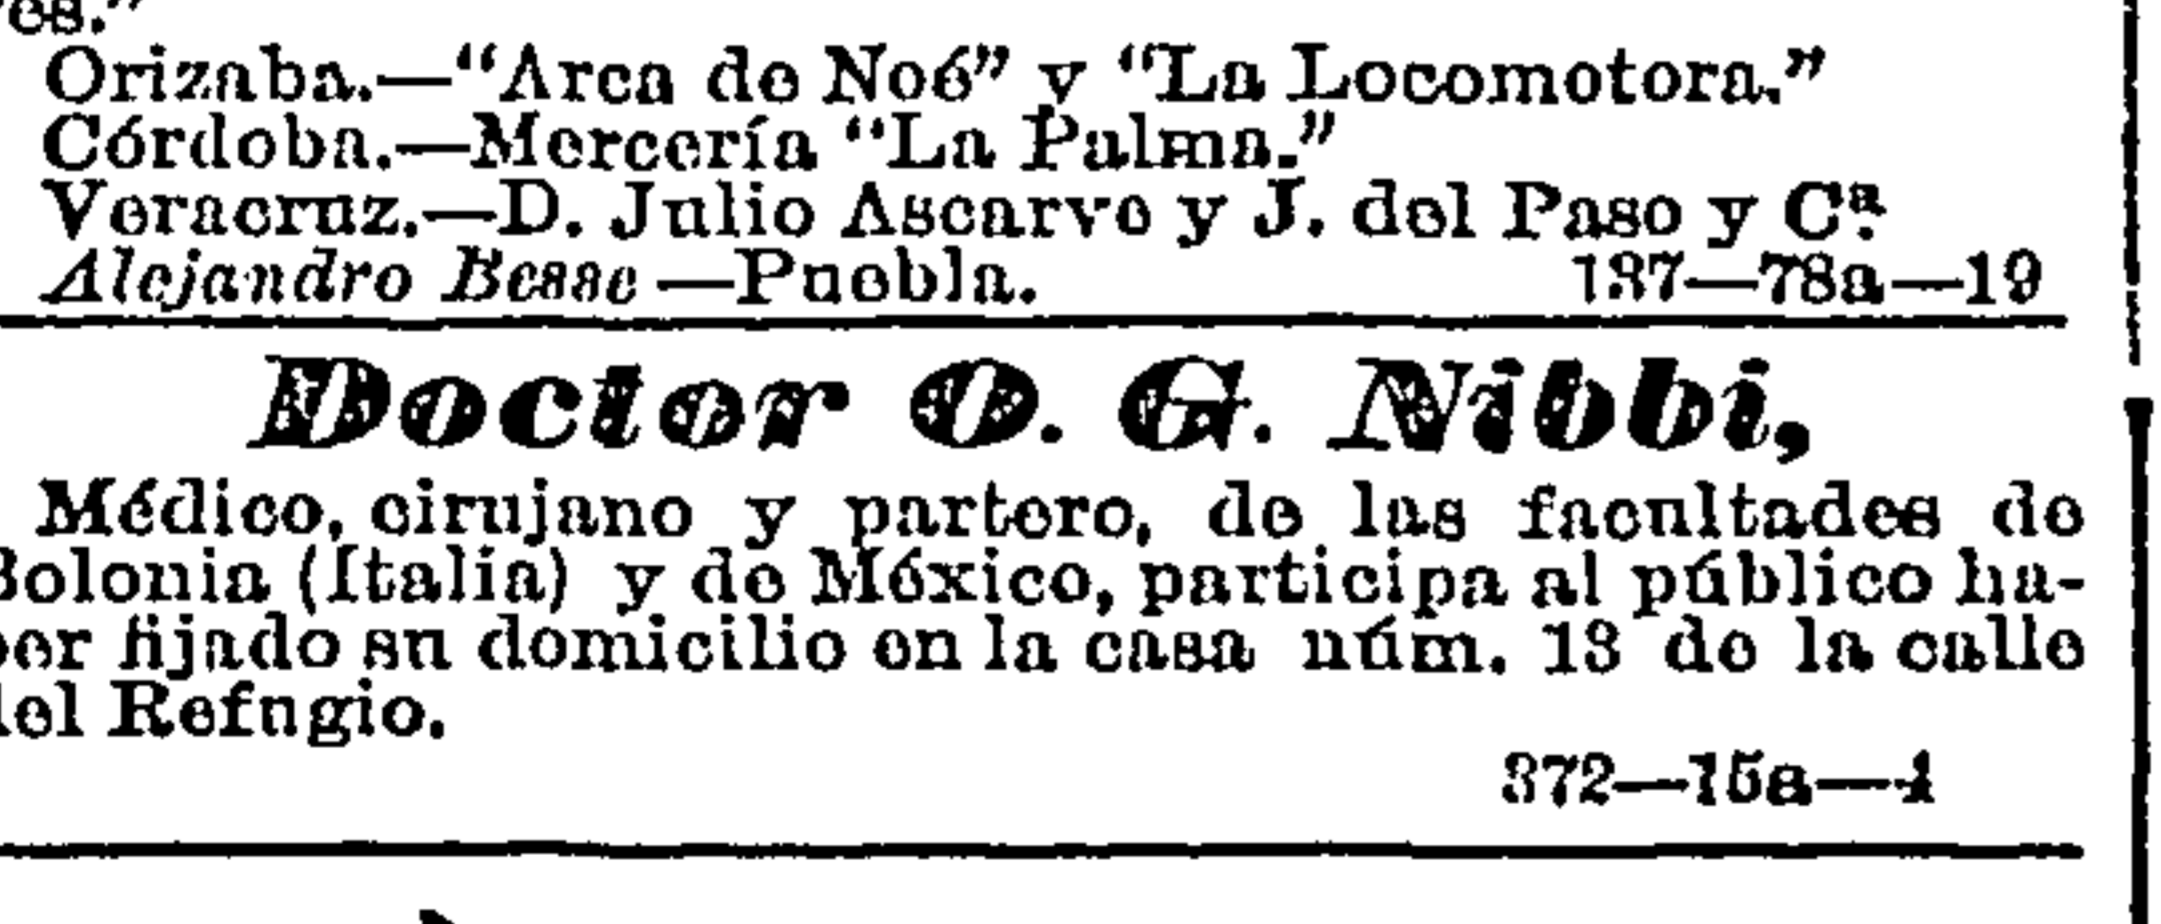 es."
Orizaba.—"Arca de Noé" y "La Locomotora."
Córdoba.—Mercería "La Palma."
Veracruz.—D. Julio Ascarve y J. del Paso y Cª.
Alejandro Besse —Puebla. 137—78a—19
Doctor O. G. Nibbi,
Médico, cirujano y partero, de las facultades de
Bolonia (Italia) y de México, participa al público ha-
ber fijado su domicilio en la casa núm. 13 de la calle
del Refugio.
372—15a—4